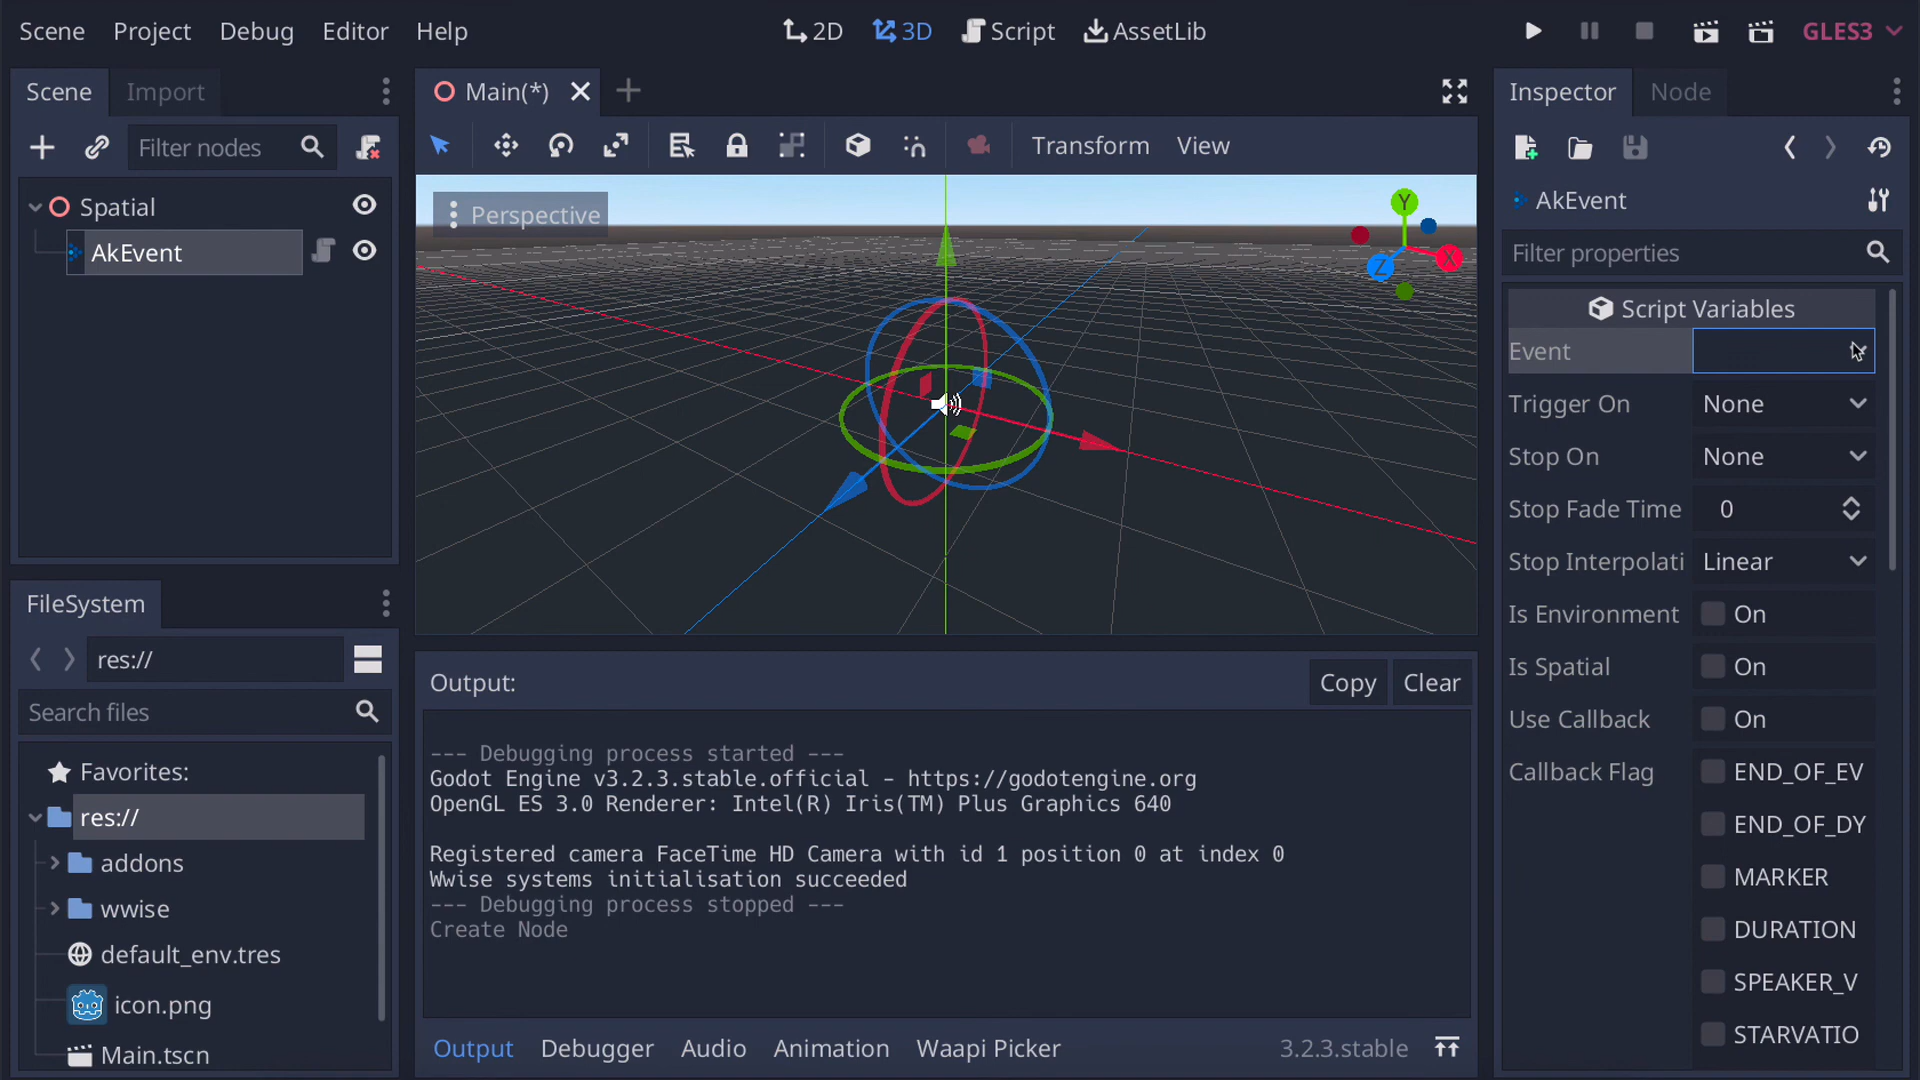 Scene Project Debug Editor Help
2D 3D Script AssetLib
GLES3
Scene Import
Main(*)
Inspector Node
Filter nodes
Transform View
Spatial
Perspective
Y
X
Z
AkEvent
AkEvent
Filter properties
Script Variables
Event
Trigger On None
Stop On None
Stop Fade Time 0
Stop Interpolati Linear
Is Environment On
Is Spatial On
Use Callback On
Callback Flag END_OF_EV
END_OF_DY
MARKER
DURATION
SPEAKER_V
STARVATIO
FileSystem
res://
Search files
Favorites:
res://
addons
wwise
default_env.tres
icon.png
Main.tscn
Output:
Copy Clear
--- Debugging process started ---
Godot Engine v3.2.3.stable.official - https://godotengine.org
OpenGL ES 3.0 Renderer: Intel(R) Iris(TM) Plus Graphics 640
Registered camera FaceTime HD Camera with id 1 position 0 at index 0
Wwise systems initialisation succeeded
--- Debugging process stopped ---
Create Node
Output Debugger Audio Animation Waapi Picker
3.2.3.stable